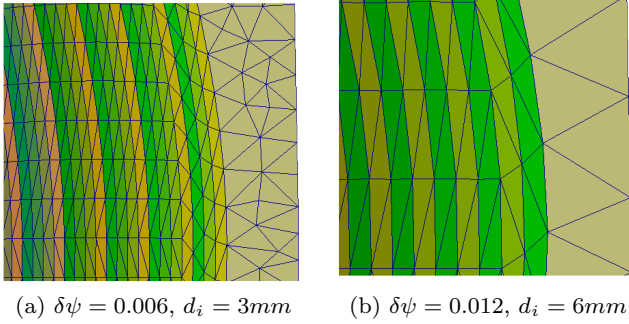 (a) δψ = 0.006, d_i = 3mm
(b) δψ = 0.012, d_i = 6mm